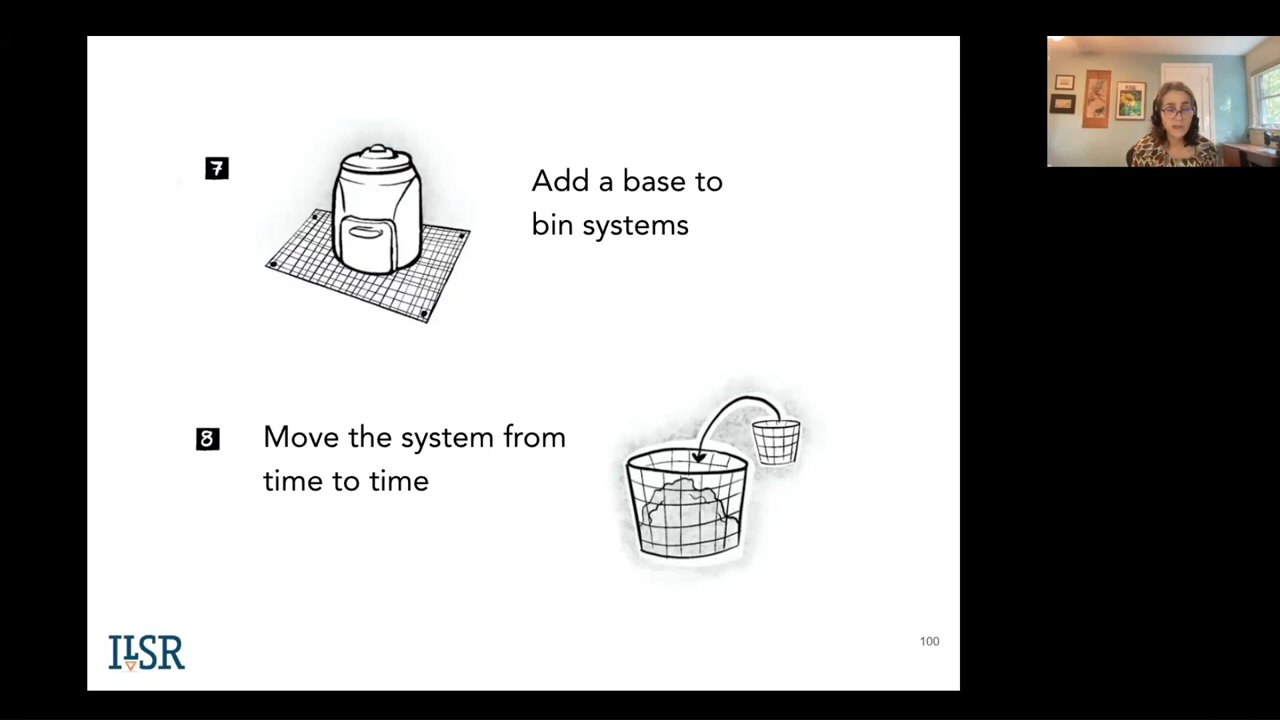 7
Add a base to
bin systems
8
Move the system from
time to time
ILSR
100